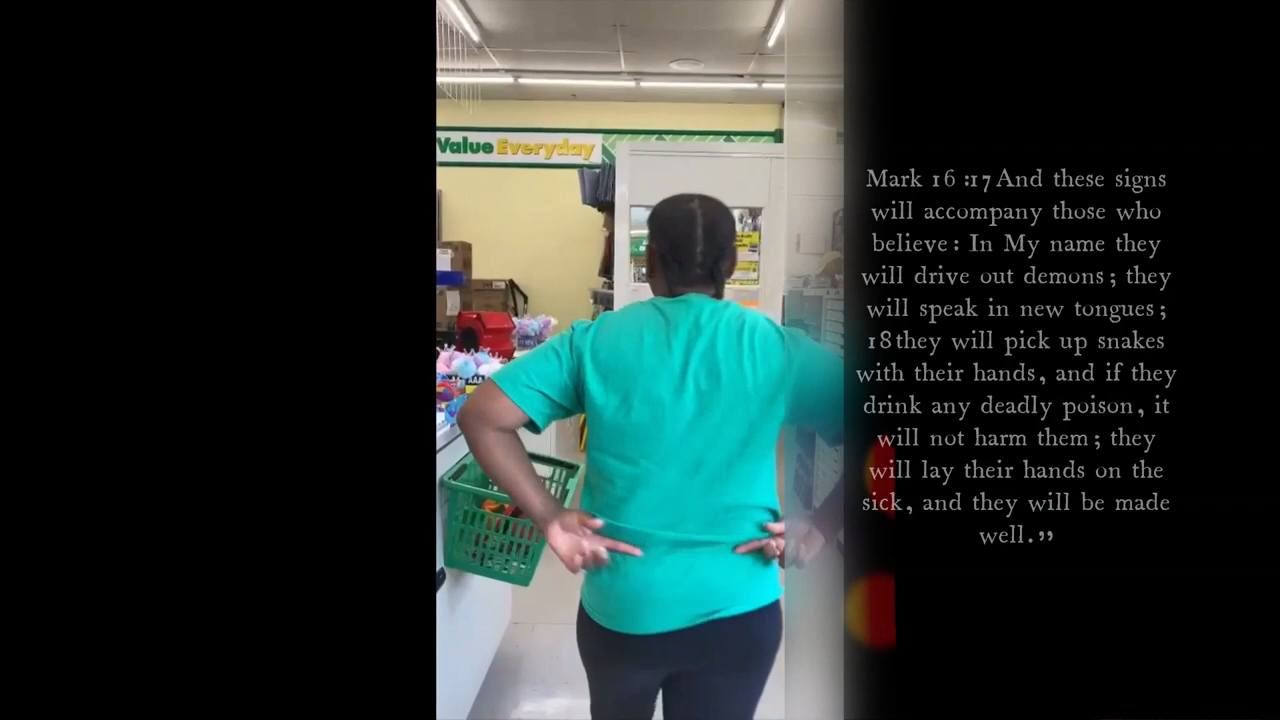 Value Everyday
AAA
Mark 16 :17 And these signs
will accompany those who
believe: In My name they
will drive out demons; they
will speak in new tongues;
18 they will pick up snakes
with their hands, and if they
drink any deadly poison, it
will not harm them; they
will lay their hands on the
sick, and they will be made
well.”